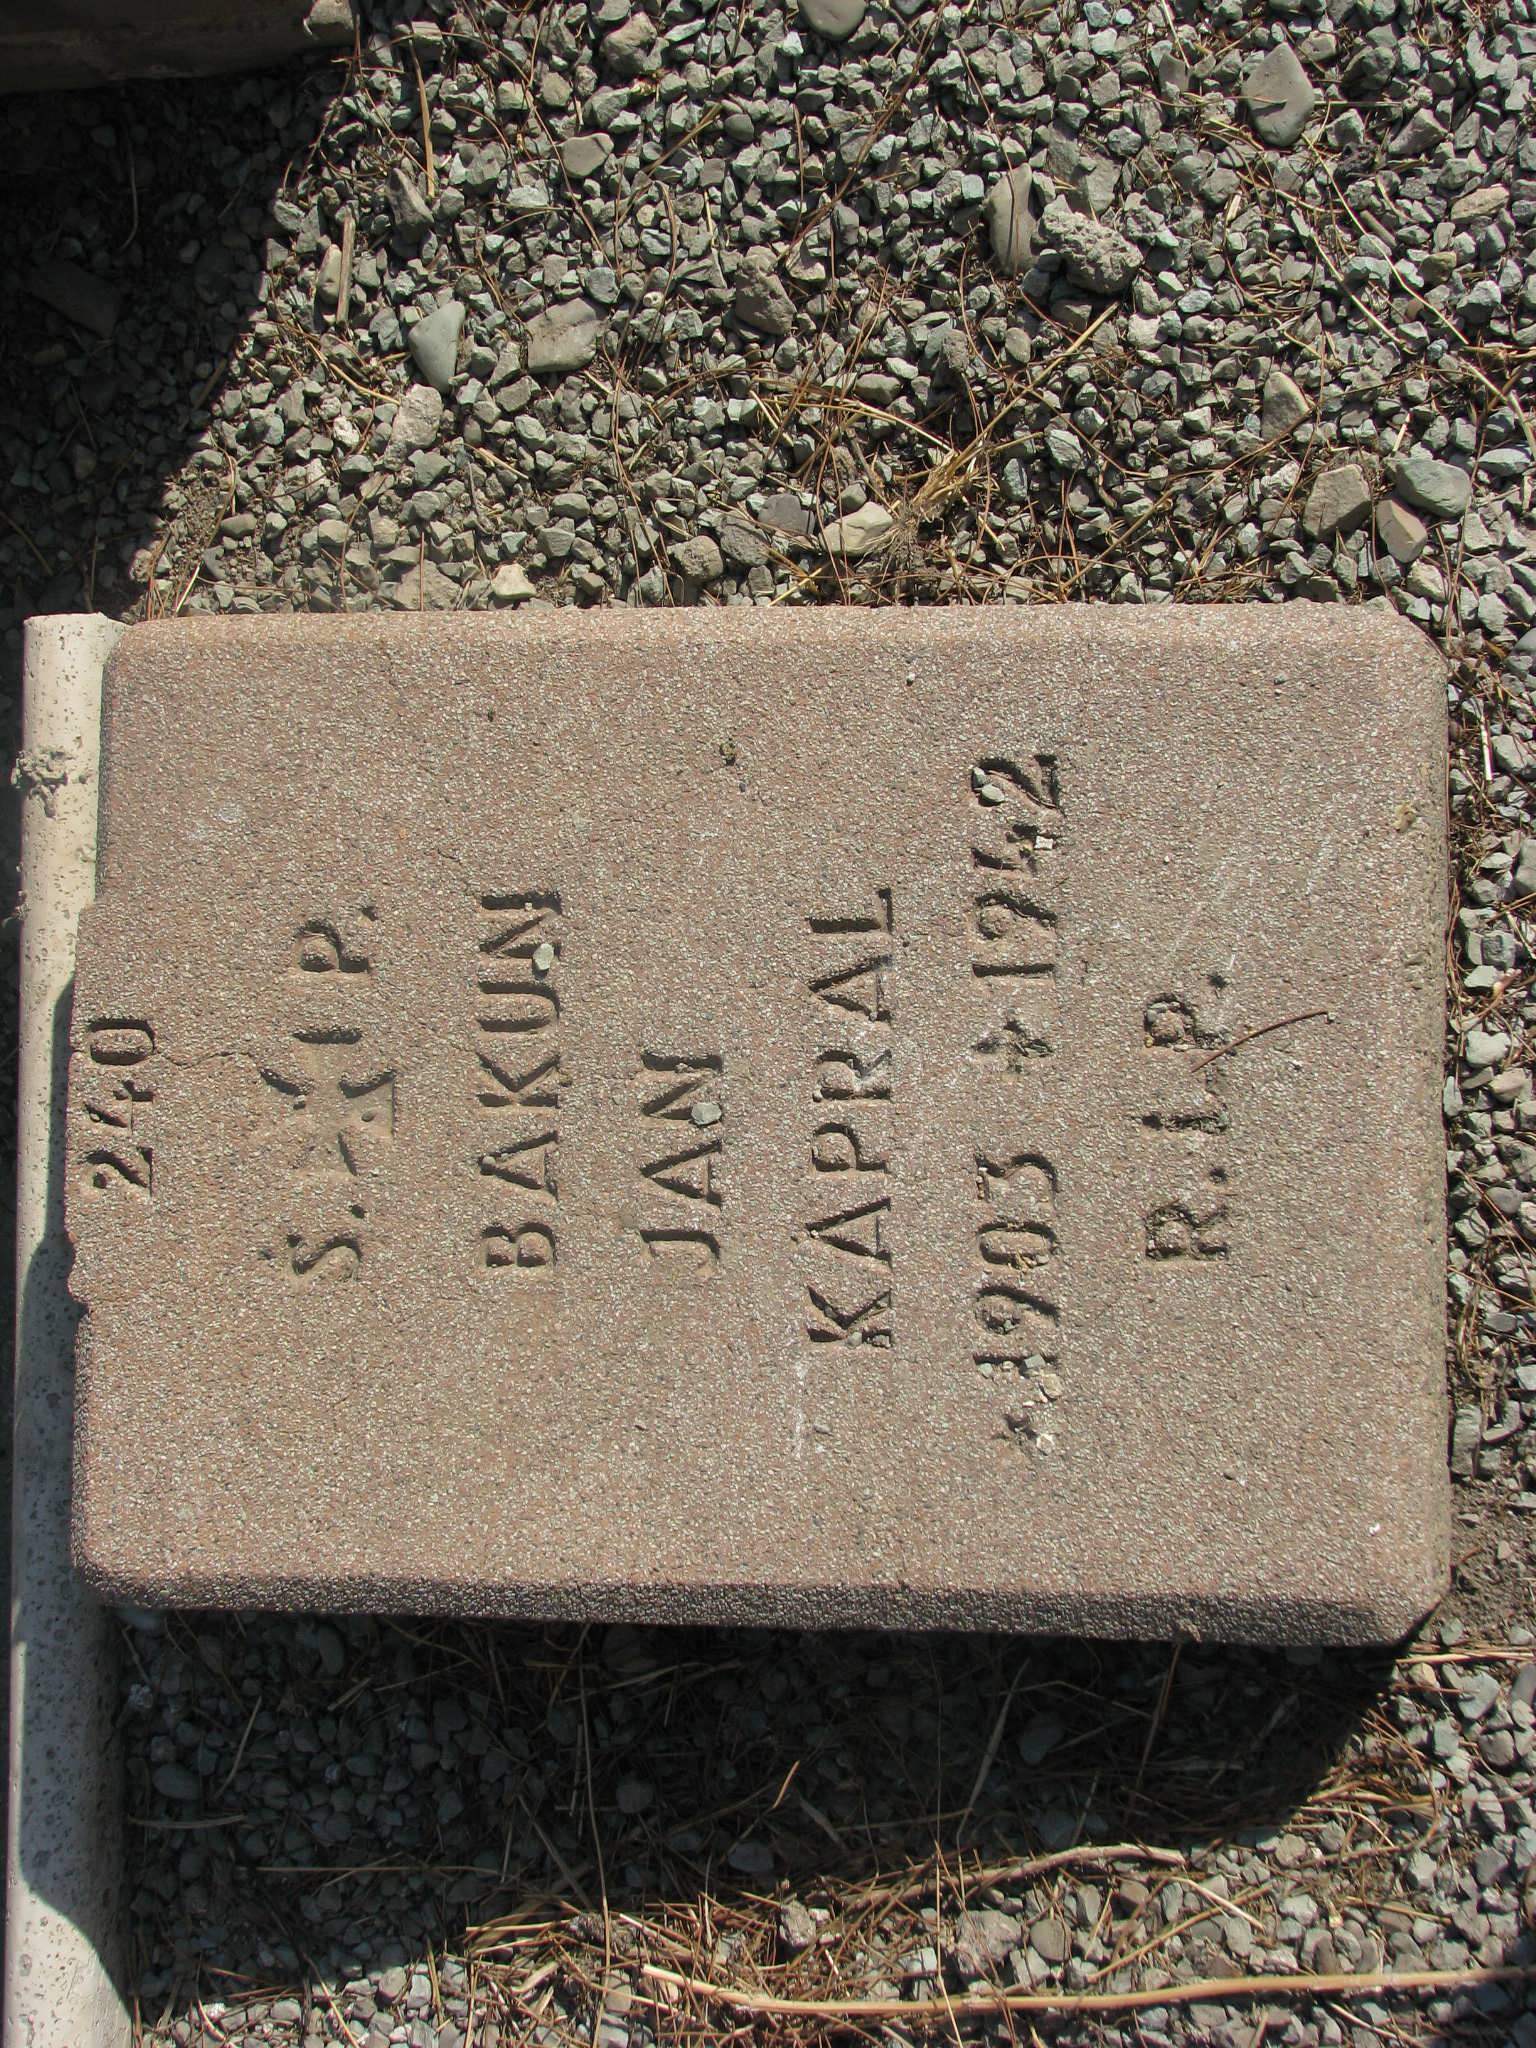 240
S. P.
BAKUN
JAN
KAPRAL
* 1903 + 1942
R.I.P.